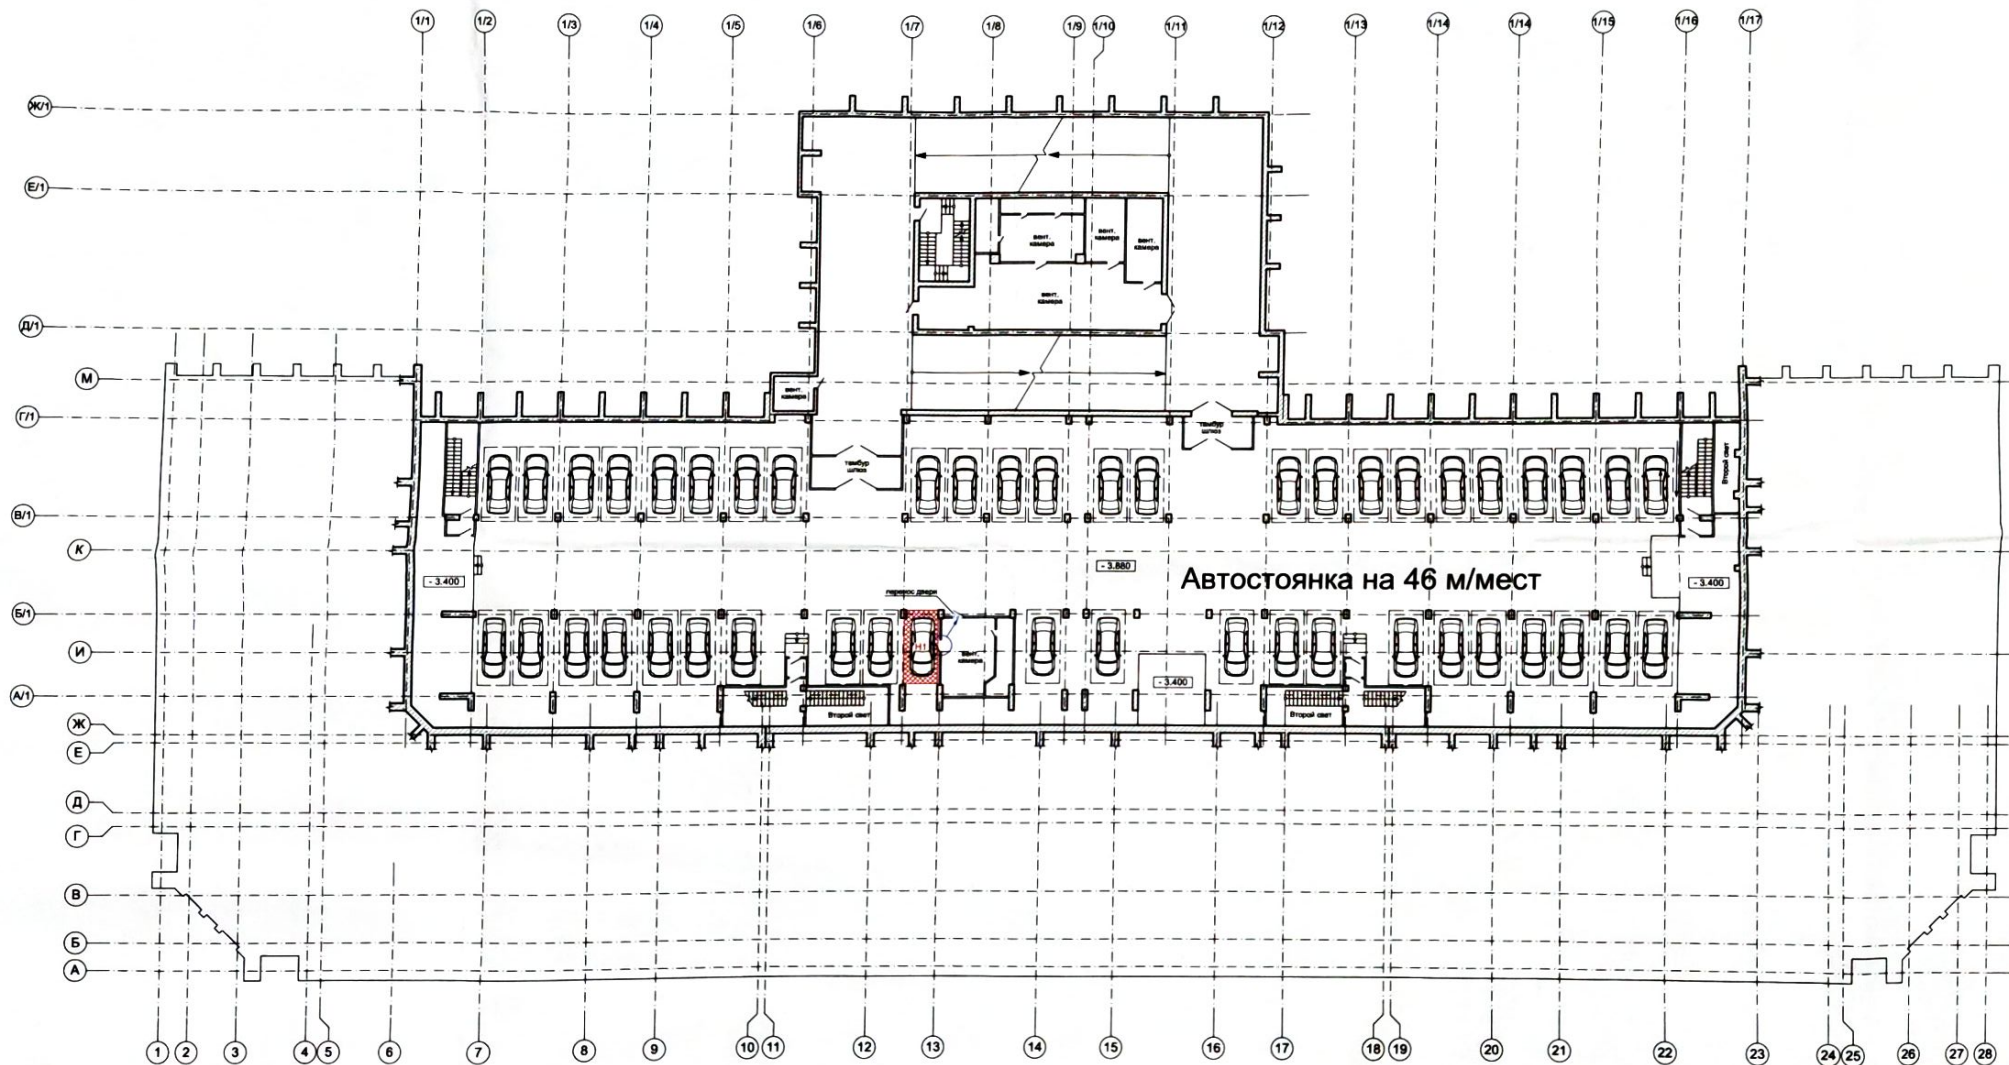 1/1 1/2 1/3 1/4 1/5 1/6 1/7 1/8 1/9 1/10 1/11 1/12 1/13 1/14 1/14 1/15 1/16 1/17
Ж/1
Е/1
вент.
камера
вент.
камера
вент.
камера
вент.
камера
Д/1
М
вент.
камера
Г/1
тамбур
шлюз
тамбур
шлюз
Второй свет
В/1
К
- 3.400
- 3.880
Автостоянка на 46 м/мест
- 3.400
перенос двери
Б/1
И
Н1
вент.
камера
А/1
- 3.400
Второй свет
Второй свет
Ж
Е
Д
Г
В
Б
А
1 2 3 4 5 6 7 8 9 10 11 12 13 14 15 16 17 18 19 20 21 22 23 24 25 26 27 28